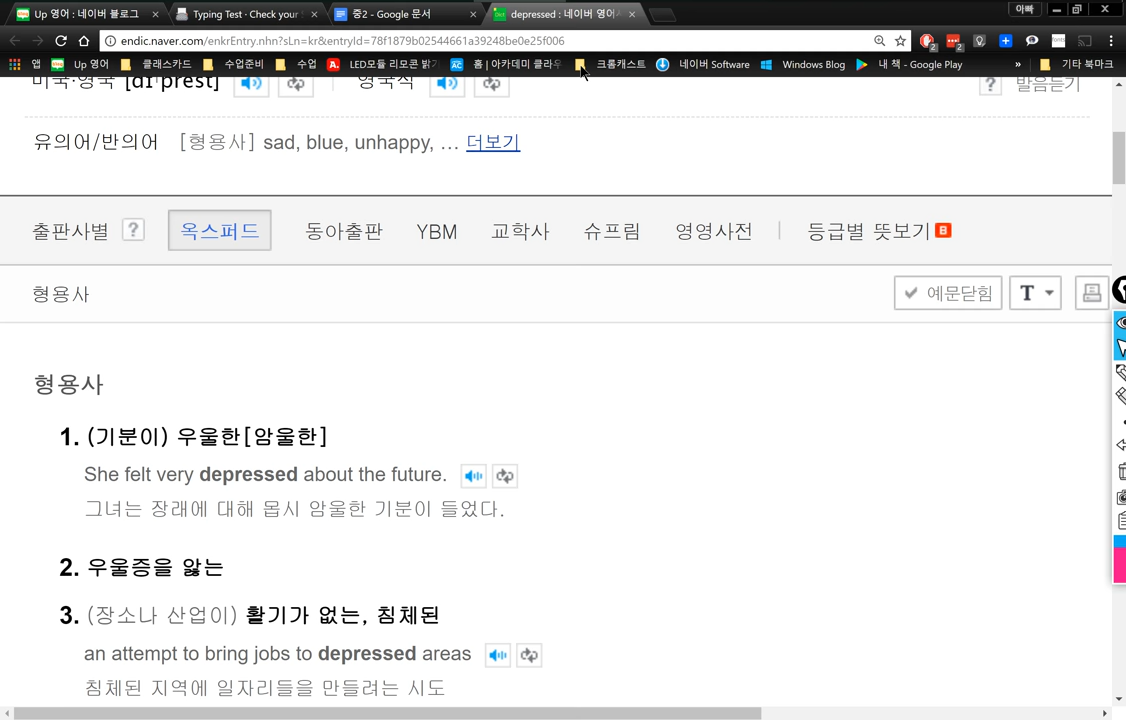 Up 영어 : 네이버 블로그
Typing Test · Check your
중2 - Google 문서
depressed : 네이버 영어사
아빠
endic.naver.com/enkrEntry.nhn?sLn=kr&entryId=78f1879b02544661a39248be0e25f006
앱 Up 영어 클래스카드 수업준비 수업 LED모듈 리모콘 밝기 홈 | 아카데미 클라우 크롬캐스트 네이버 Software Windows Blog 내 책 - Google Play » 기타 북마크
미국·영국 [dɪˈprest] 영국식 ? 발음듣기
유의어/반의어 [형용사] sad, blue, unhappy, … 더보기
출판사별 ? 옥스퍼드 동아출판 YBM 교학사 슈프림 영영사전 등급별 뜻보기 B
형용사 예문닫힘 T
형용사
1. (기분이) 우울한[암울한]
She felt very depressed about the future.
그녀는 장래에 대해 몹시 암울한 기분이 들었다.
2. 우울증을 앓는
3. (장소나 산업이) 활기가 없는, 침체된
an attempt to bring jobs to depressed areas
침체된 지역에 일자리들을 만들려는 시도